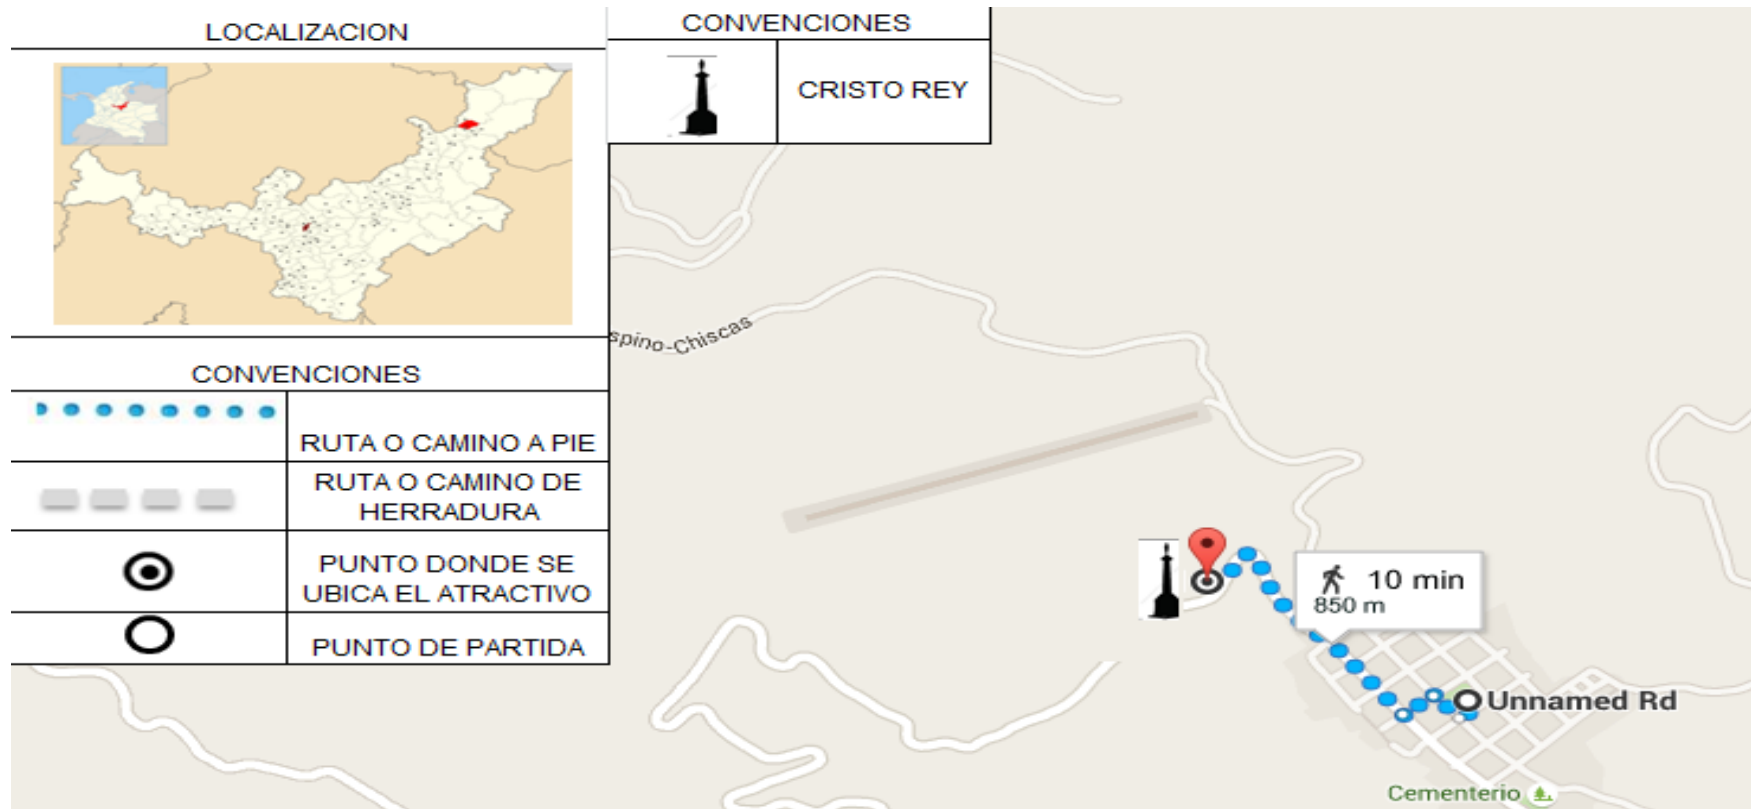 LOCALIZACION
CONVENCIONES
CRISTO REY
CONVENCIONES
RUTA O CAMINO A PIE
RUTA O CAMINO DE
HERRADURA
PUNTO DONDE SE
UBICA EL ATRACTIVO
PUNTO DE PARTIDA
spino-Chiscas
10 min
850 m
Unnamed Rd
Cementerio